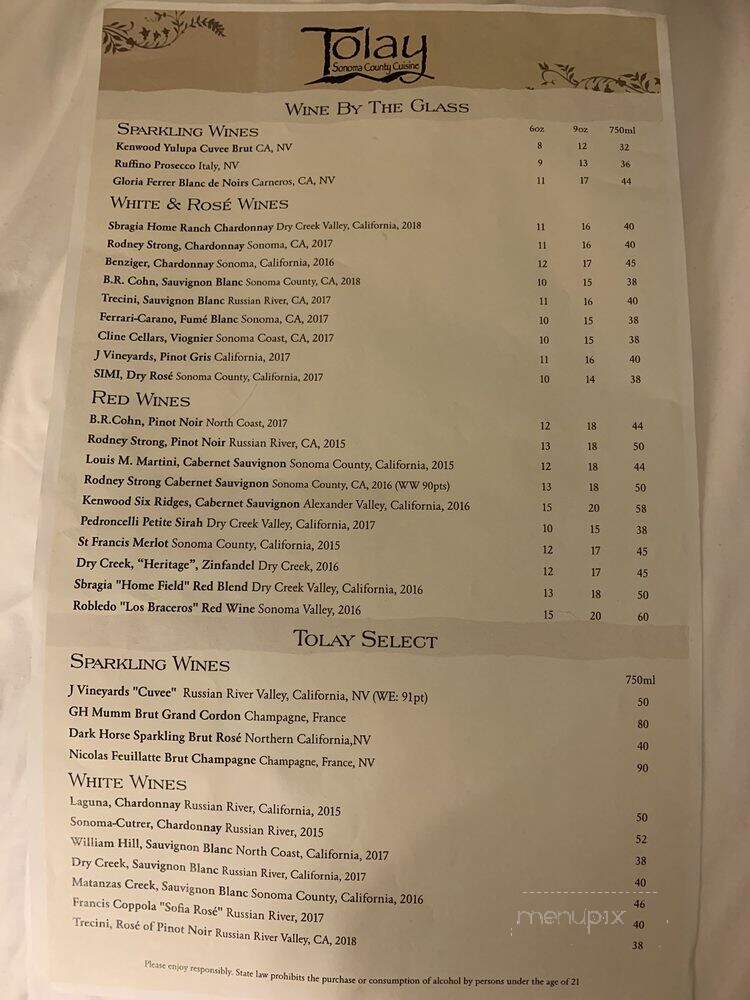 Tolay
Sonoma County Cuisine
WINE BY THE GLASS
SPARKLING WINES 6oz 9oz 750ml
Kenwood Yulupa Cuvee Brut CA, NV 8 12 32
Ruffino Prosecco Italy, NV 9 13 36
Gloria Ferrer Blanc de Noirs Carneros, CA, NV 11 17 44
WHITE & ROSÉ WINES
Sbragia Home Ranch Chardonnay Dry Creek Valley, California, 2018 11 16 40
Rodney Strong, Chardonnay Sonoma, CA, 2017 11 16 40
Benziger, Chardonnay Sonoma, California, 2016 12 17 45
B.R. Cohn, Sauvignon Blanc Sonoma County, CA, 2018 10 15 38
Trecini, Sauvignon Blanc Russian River, CA, 2017 11 16 40
Ferrari-Carano, Fumé Blanc Sonoma, CA, 2017 10 15 38
Cline Cellars, Viognier Sonoma Coast, CA, 2017 10 15 38
J Vineyards, Pinot Gris California, 2017 11 16 40
SIMI, Dry Rosé Sonoma County, California, 2017 10 14 38
RED WINES
B.R.Cohn, Pinot Noir North Coast, 2017 12 18 44
Rodney Strong, Pinot Noir Russian River, CA, 2015 13 18 50
Louis M. Martini, Cabernet Sauvignon Sonoma County, California, 2015 12 18 44
Rodney Strong Cabernet Sauvignon Sonoma County, CA, 2016 (WW 90pts) 13 18 50
Kenwood Six Ridges, Cabernet Sauvignon Alexander Valley, California, 2016 15 20 58
Pedroncelli Petite Sirah Dry Creek Valley, California, 2017 10 15 38
St Francis Merlot Sonoma County, California, 2015 12 17 45
Dry Creek, “Heritage”, Zinfandel Dry Creek, 2016 12 17 45
Sbragia "Home Field" Red Blend Dry Creek Valley, California, 2016 13 18 50
Robledo "Los Braceros" Red Wine Sonoma Valley, 2016 15 20 60
TOLAY SELECT
SPARKLING WINES 750ml
J Vineyards "Cuvee" Russian River Valley, California, NV (WE: 91pt) 50
GH Mumm Brut Grand Cordon Champagne, France 80
Dark Horse Sparkling Brut Rosé Northern California,NV 40
Nicolas Feuillatte Brut Champagne Champagne, France, NV 90
WHITE WINES
Laguna, Chardonnay Russian River, California, 2015 50
Sonoma-Cutrer, Chardonnay Russian River, 2015 52
William Hill, Sauvignon Blanc North Coast, California, 2017 38
Dry Creek, Sauvignon Blanc Russian River, California, 2017 40
Matanzas Creek, Sauvignon Blanc Sonoma County, California, 2016 46
Francis Coppola "Sofia Rosé" Russian River, 2017 40
Trecini, Rosé of Pinot Noir Russian River Valley, CA, 2018 38
menupix
Please enjoy responsibly. State law prohibits the purchase or consumption of alcohol by persons under the age of 21